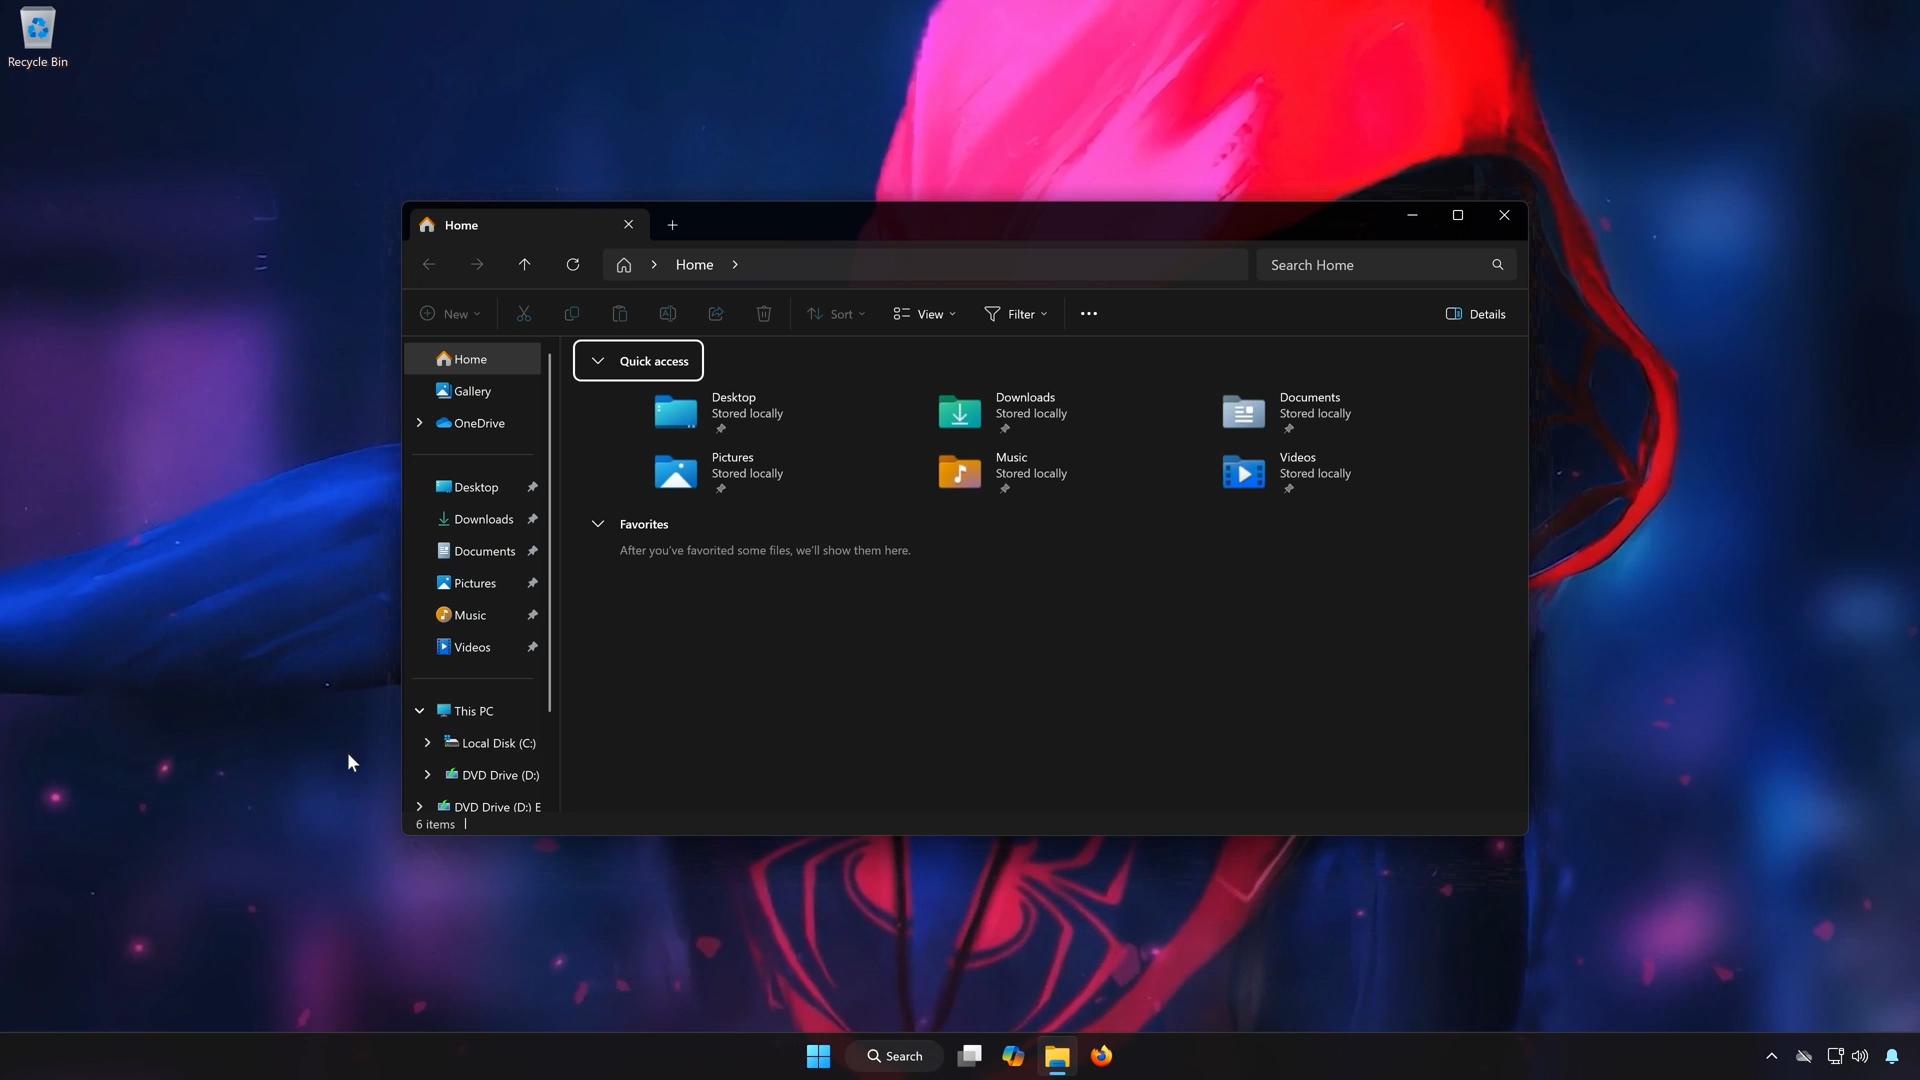 Recycle Bin
Home
Home
Search Home
New
Sort
View
Filter
Details
Home
Gallery
OneDrive
Desktop
Downloads
Documents
Pictures
Music
Videos
This PC
Local Disk (C:)
DVD Drive (D:)
DVD Drive (D:) E
Quick access
Desktop
Stored locally
Downloads
Stored locally
Documents
Stored locally
Pictures
Stored locally
Music
Stored locally
Videos
Stored locally
Favorites
After you've favorited some files, we'll show them here.
6 items
Search